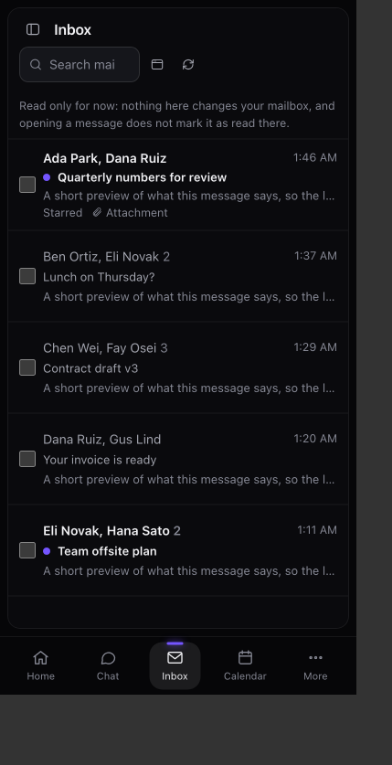 Inbox
Search mai
Read only for now: nothing here changes your mailbox, and
opening a message does not mark it as read there.
Ada Park, Dana Ruiz 1:46 AM
Quarterly numbers for review
A short preview of what this message says, so the l...
Starred Attachment
Ben Ortiz, Eli Novak 2 1:37 AM
Lunch on Thursday?
A short preview of what this message says, so the l...
Chen Wei, Fay Osei 3 1:29 AM
Contract draft v3
A short preview of what this message says, so the l...
Dana Ruiz, Gus Lind 1:20 AM
Your invoice is ready
A short preview of what this message says, so the l...
Eli Novak, Hana Sato 2 1:11 AM
Team offsite plan
A short preview of what this message says, so the l...
Home Chat Inbox Calendar More